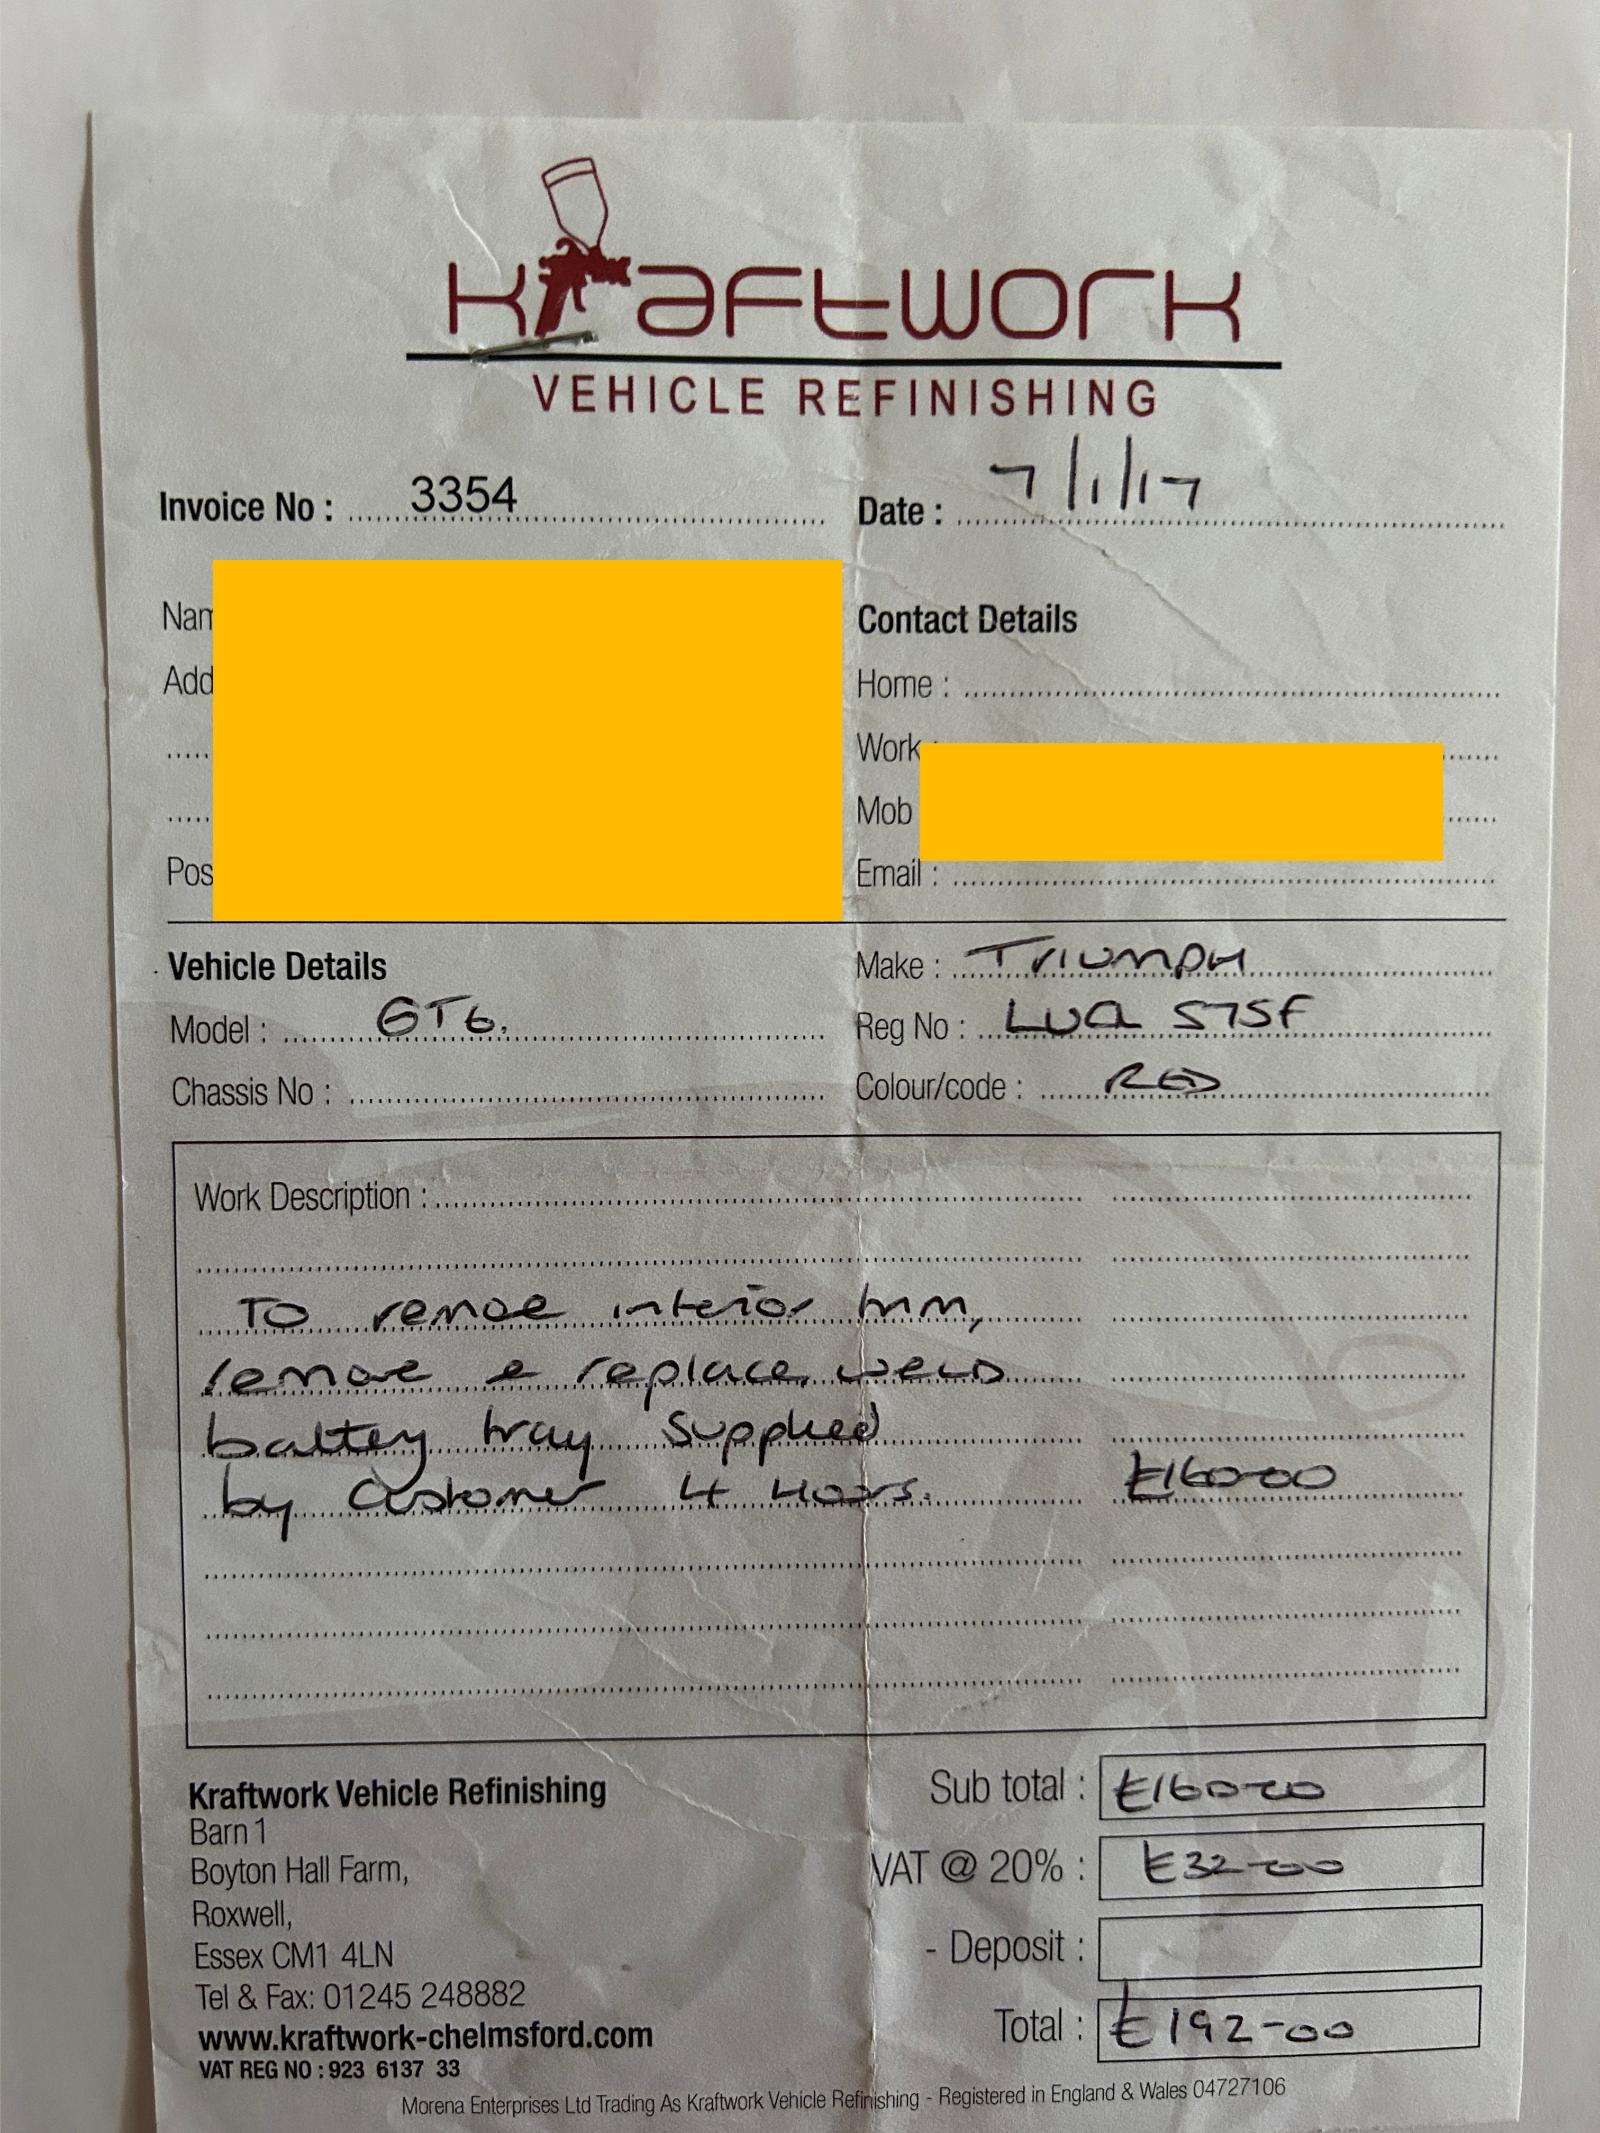 Kraftwork
VEHICLE REFINISHING
Invoice No : 3354
Date : 7/1/17
Nam
Contact Details
Add
Home :
Work :
Mob
Pos
Email :
Vehicle Details
Make : TRIUMPH
Model : GT6.
Reg No : LUA 575F
Chassis No :
Colour/code : RED
Work Description :
TO remove interior trim,
remove & replace, WELD
battery tray supplied
by customer 4 Hours. £160-00
Kraftwork Vehicle Refinishing
Sub total : £160-00
Barn 1
Boyton Hall Farm,
VAT @ 20% : £32-00
Roxwell,
Essex CM1 4LN
- Deposit :
Tel & Fax: 01245 248882
www.kraftwork-chelmsford.com
Total : £192-00
VAT REG NO : 923 6137 33
Morena Enterprises Ltd Trading As Kraftwork Vehicle Refinishing - Registered in England & Wales 04727106